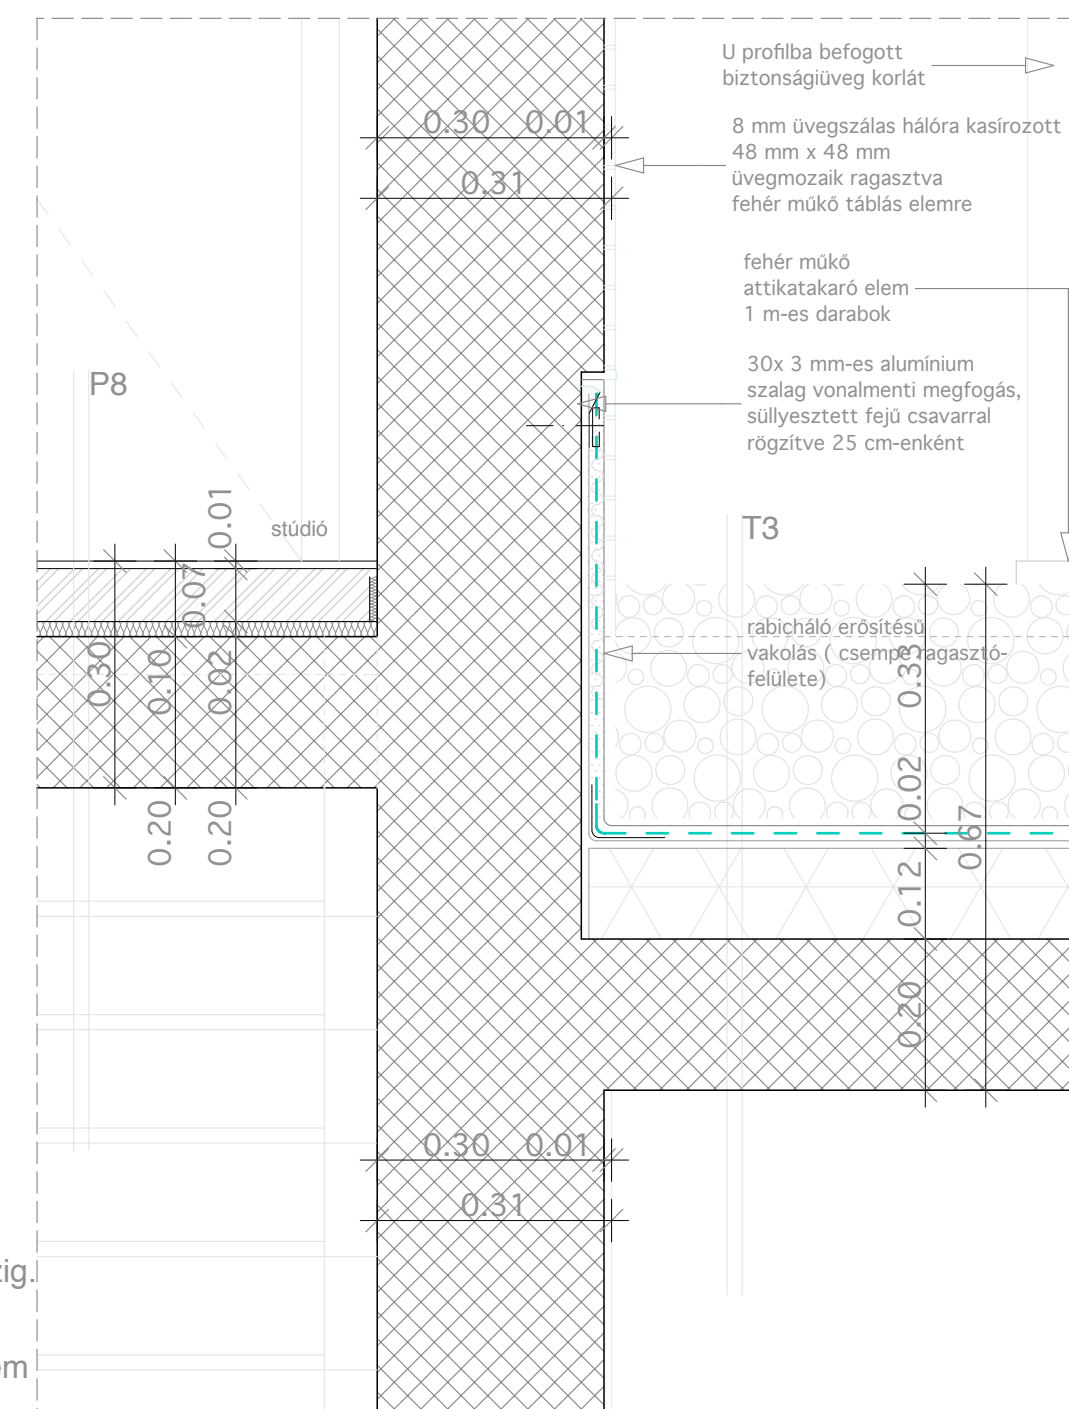 U profilba befogott
biztonságiüveg korlát
0.30 0.01
0.31
8 mm üvegszálas hálóra kasírozott
48 mm x 48 mm
üvegmozaik ragasztva
fehér műkő táblás elemre
fehér műkő
attikatakaró elem
1 m-es darabok
P8
30x 3 mm-es alumínium
szalag vonalmenti megfogás,
süllyesztett fejű csavarral
rögzítve 25 cm-enként
stúdió
T3
0.01
0.07
0.30
0.10
0.02
0.20
0.20
rabicháló erősítésű
vakolás ( csempe ragasztó-
felülete)
0.33
0.02
0.67
0.12
0.20
0.30 0.01
0.31
zig.
em